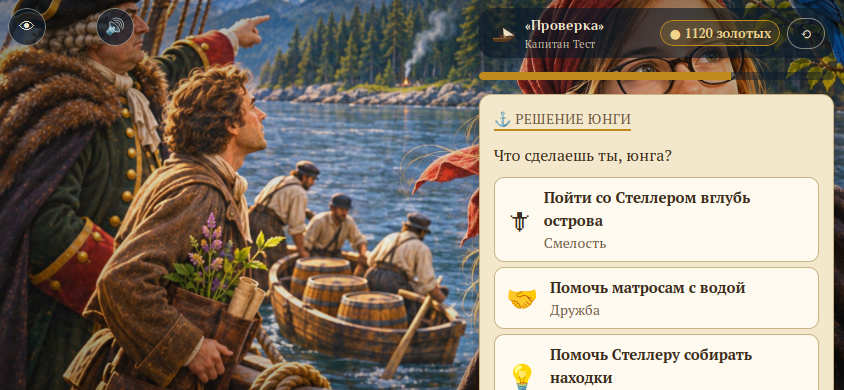 «Проверка»
Капитан Тест
1120 золотых
РЕШЕНИЕ ЮНГИ
Что сделаешь ты, юнга?
Пойти со Стеллером вглубь
острова
Смелость
Помочь матросам с водой
Дружба
Помочь Стеллеру собирать
находки